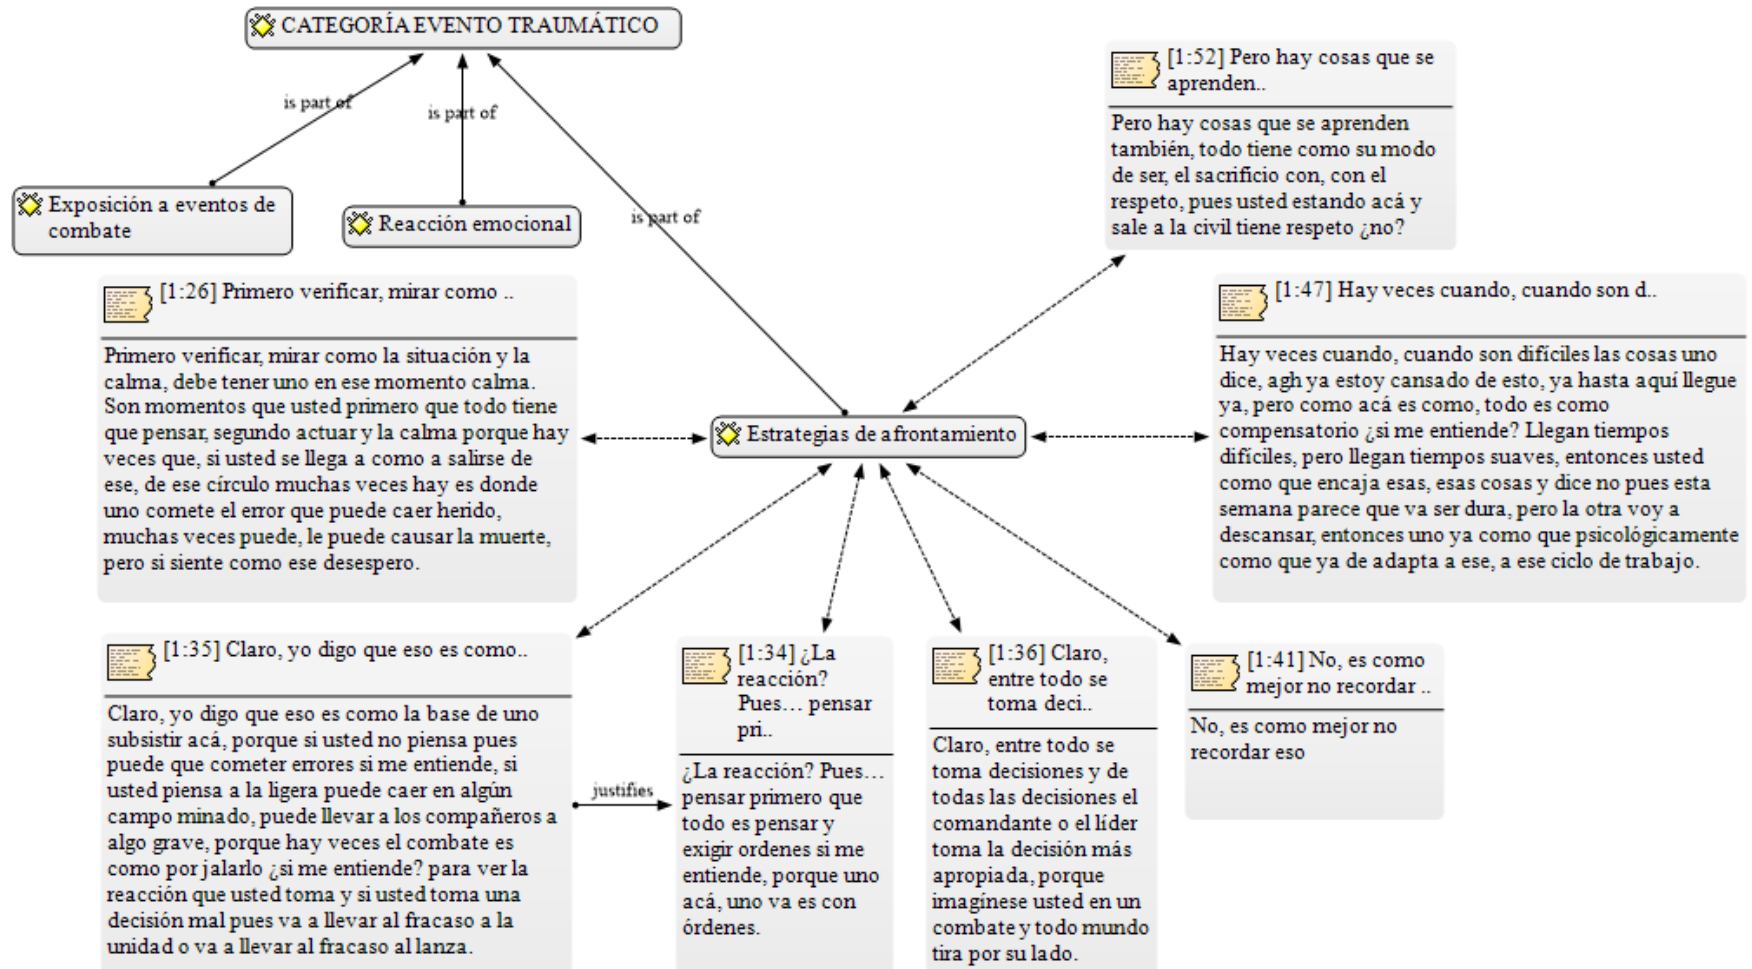 CATEGORÍA EVENTO TRAUMÁTICO
is part of
is part of
is part of
Exposición a eventos de
combate
Reacción emocional
[1:52] Pero hay cosas que se
aprenden..
Pero hay cosas que se aprenden
también, todo tiene como su modo
de ser, el sacrificio con, con el
respeto, pues usted estando acá y
sale a la civil tiene respeto ¿no?
[1:26] Primero verificar, mirar como ..
Primero verificar, mirar como la situación y la
calma, debe tener uno en ese momento calma.
Son momentos que usted primero que todo tiene
que pensar, segundo actuar y la calma porque hay
veces que, si usted se llega a como a salirse de
ese, de ese círculo muchas veces hay es donde
uno comete el error que puede caer herido,
muchas veces puede, le puede causar la muerte,
pero si siente como ese desespero.
Estrategias de afrontamiento
[1:47] Hay veces cuando, cuando son d..
Hay veces cuando, cuando son difíciles las cosas uno
dice, agh ya estoy cansado de esto, ya hasta aquí llegue
ya, pero como acá es como, todo es como
compensatorio ¿si me entiende? Llegan tiempos
difíciles, pero llegan tiempos suaves, entonces usted
como que encaja esas, esas cosas y dice no pues esta
semana parece que va ser dura, pero la otra voy a
descansar, entonces uno ya como que psicológicamente
como que ya de adapta a ese, a ese ciclo de trabajo.
[1:35] Claro, yo digo que eso es como..
Claro, yo digo que eso es como la base de uno
subsistir acá, porque si usted no piensa pues
puede que cometer errores si me entiende, si
usted piensa a la ligera puede caer en algún
campo minado, puede llevar a los compañeros a
algo grave, porque hay veces el combate es
como por jalarlo ¿si me entiende? para ver la
reacción que usted toma y si usted toma una
decisión mal pues va a llevar al fracaso a la
unidad o va a llevar al fracaso al lanza.
justifies
[1:34] ¿La
reacción?
Pues... pensar
pri..
¿La reacción? Pues...
pensar primero que
todo es pensar y
exigir ordenes si me
entiende, porque uno
acá, uno va es con
órdenes.
[1:36] Claro,
entre todo se
toma deci..
Claro, entre todo se
toma decisiones y de
todas las decisiones el
comandante o el líder
toma la decisión más
apropiada, porque
imagínese usted en un
combate y todo mundo
tira por su lado.
[1:41] No, es como
mejor no recordar ..
No, es como mejor no
recordar eso